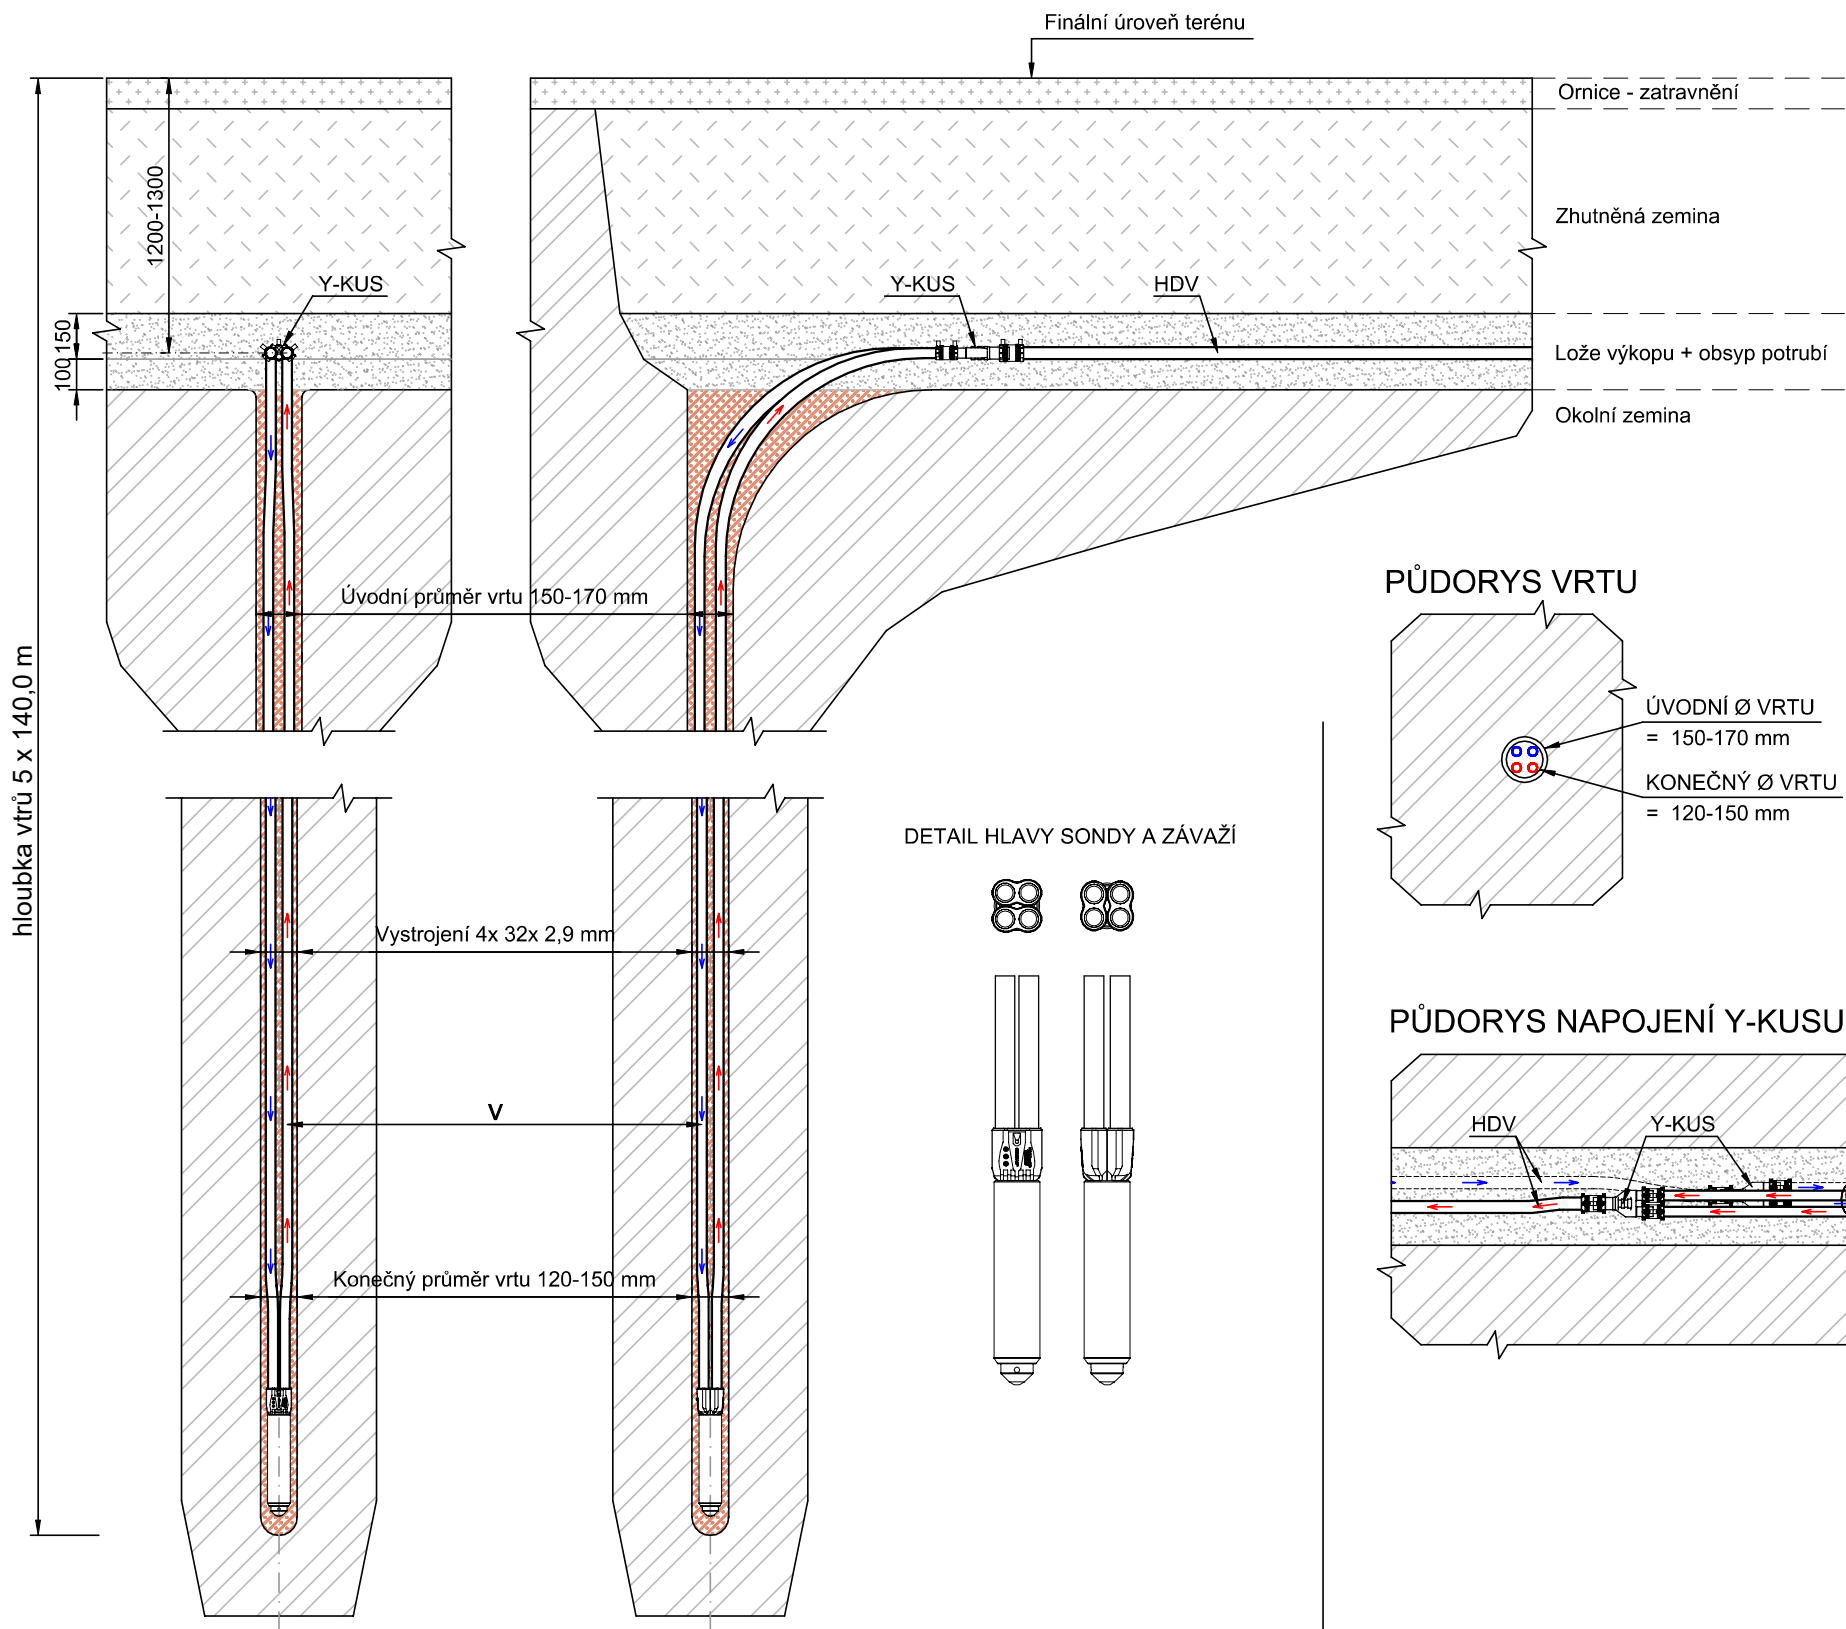 Finální úroveň terénu
Ornice - zatravnění
1200-1300
Zhutněná zemina
Y-KUS
Y-KUS
HDV
150
100
Lože výkopu + obsyp potrubí
Okolní zemina
Úvodní průměr vrtu 150-170 mm
hloubka vtrů 5 x 140,0 m
PŮDORYS VRTU
ÚVODNÍ Ø VRTU
= 150-170 mm
KONEČNÝ Ø VRTU
= 120-150 mm
DETAIL HLAVY SONDY A ZÁVAŽÍ
Vystrojení 4x 32x 2,9 mm
PŮDORYS NAPOJENÍ Y-KUSU
V
HDV
Y-KUS
Konečný průměr vrtu 120-150 mm